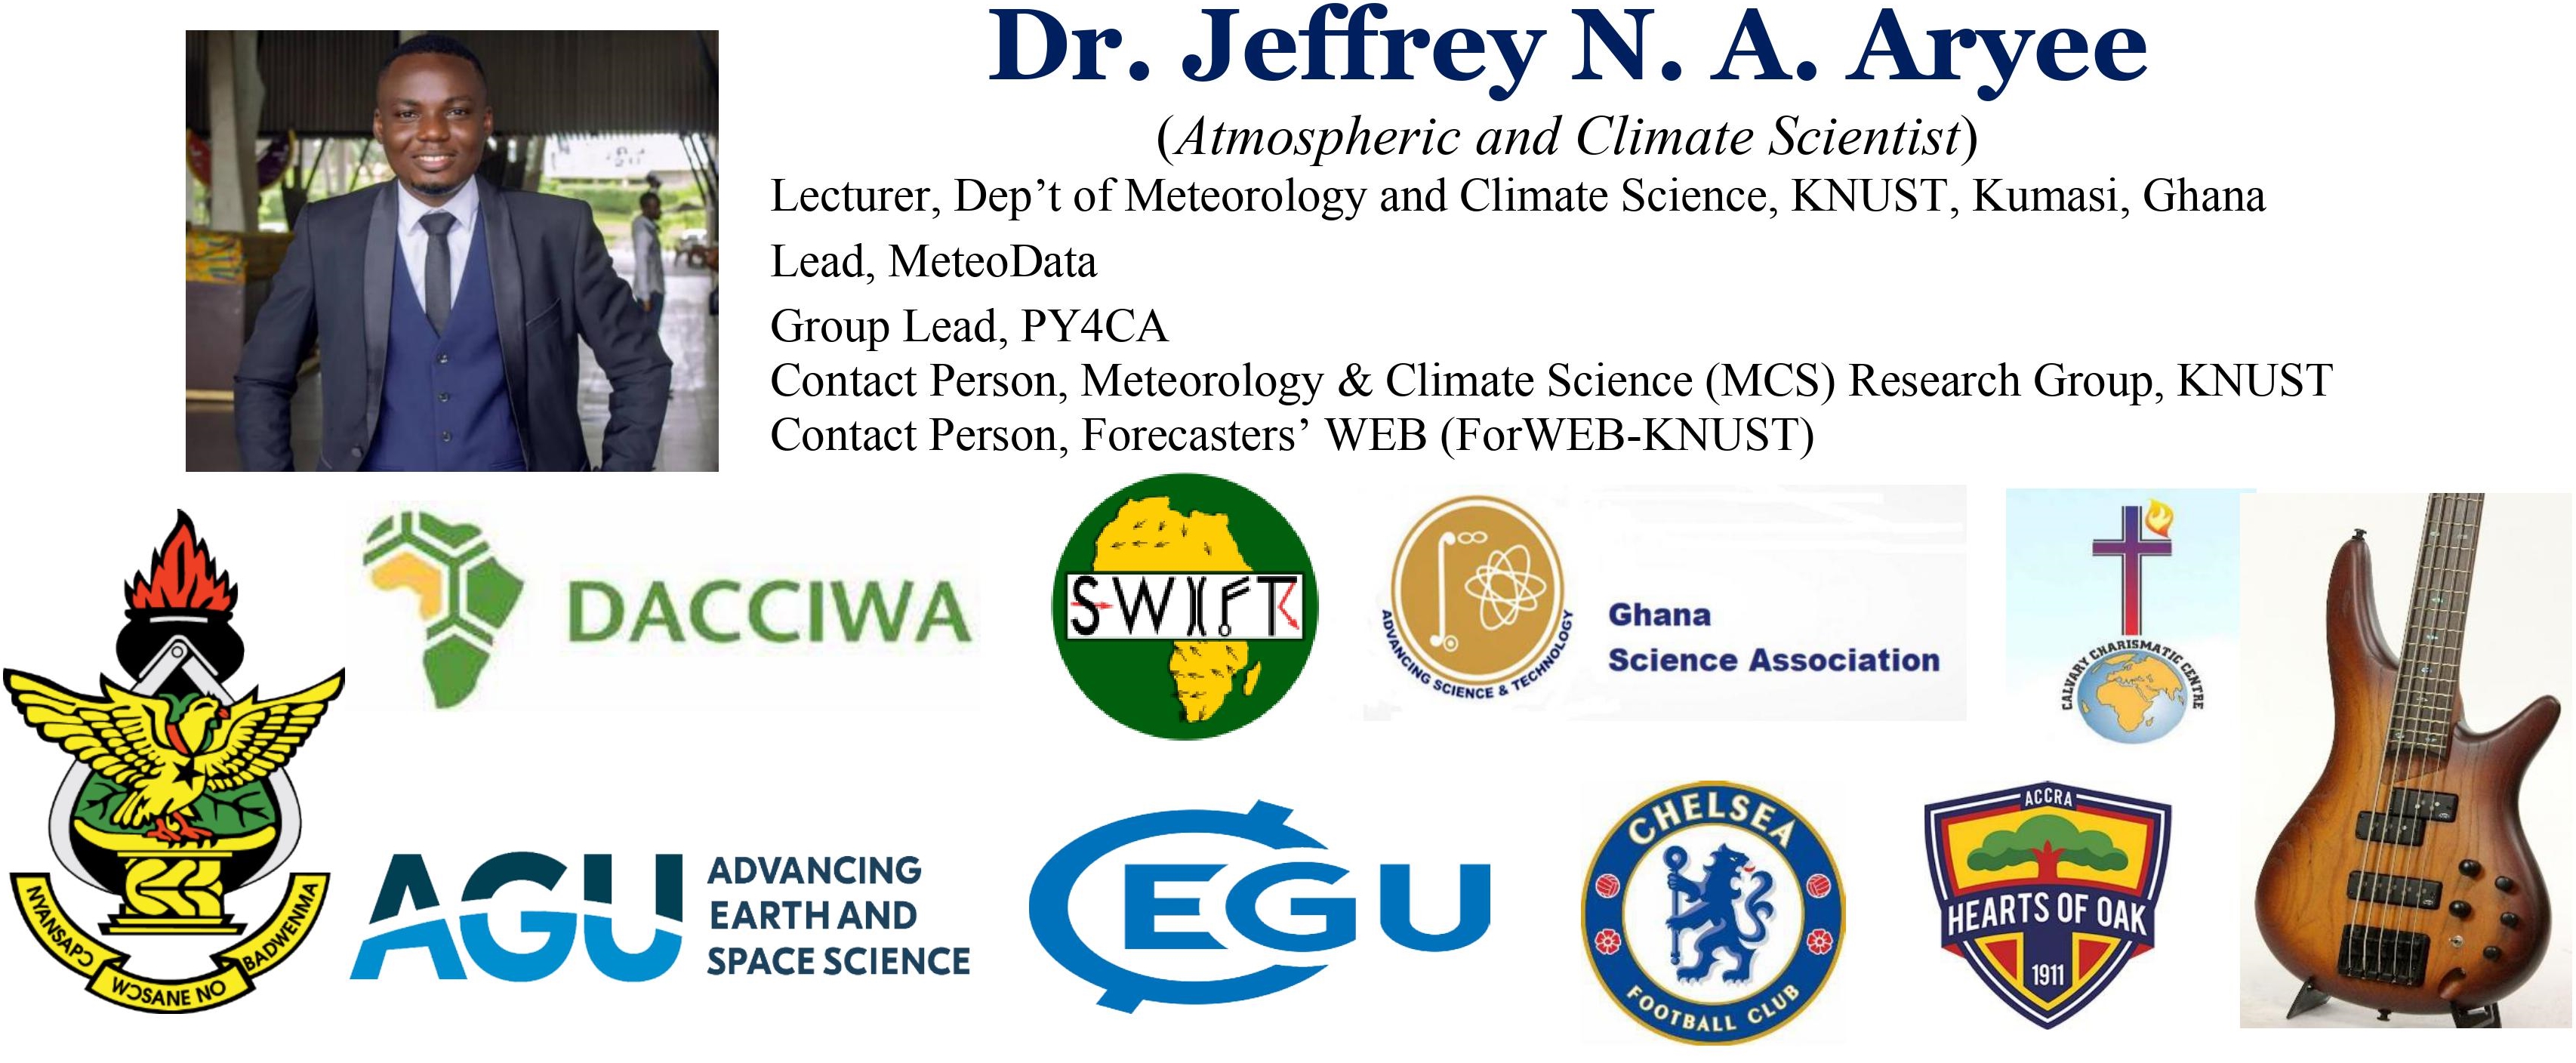 Dr. Jeffrey N. A. Aryee
(Atmospheric and Climate Scientist)
Lecturer, Dep’t of Meteorology and Climate Science, KNUST, Kumasi, Ghana
Lead, MeteoData
Group Lead, PY4CA
Contact Person, Meteorology & Climate Science (MCS) Research Group, KNUST
Contact Person, Forecasters’ WEB (ForWEB-KNUST)
NYANSAPƆ
WƆSANE NO
BADWENMA
DACCIWA
SWIFT
ADVANCING SCIENCE & TECHNOLOGY
Ghana
Science Association
CALVARY CHARISMATIC CENTRE
AGU
ADVANCING
EARTH AND
SPACE SCIENCE
EGU
CHELSEA
FOOTBALL CLUB
ACCRA
HEARTS OF OAK
1911